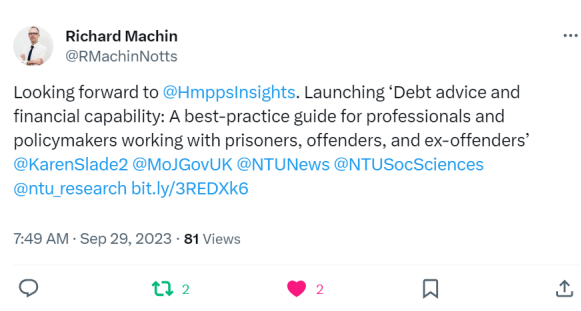 Richard Machin
@RMachinNotts
Looking forward to @HmppsInsights. Launching ‘Debt advice and
financial capability: A best-practice guide for professionals and
policymakers working with prisoners, offenders, and ex-offenders’
@KarenSlade2 @MoJGovUK @NTUNews @NTUSocSciences
@ntu_research bit.ly/3REDXk6
7:49 AM · Sep 29, 2023 · 81 Views
2 2